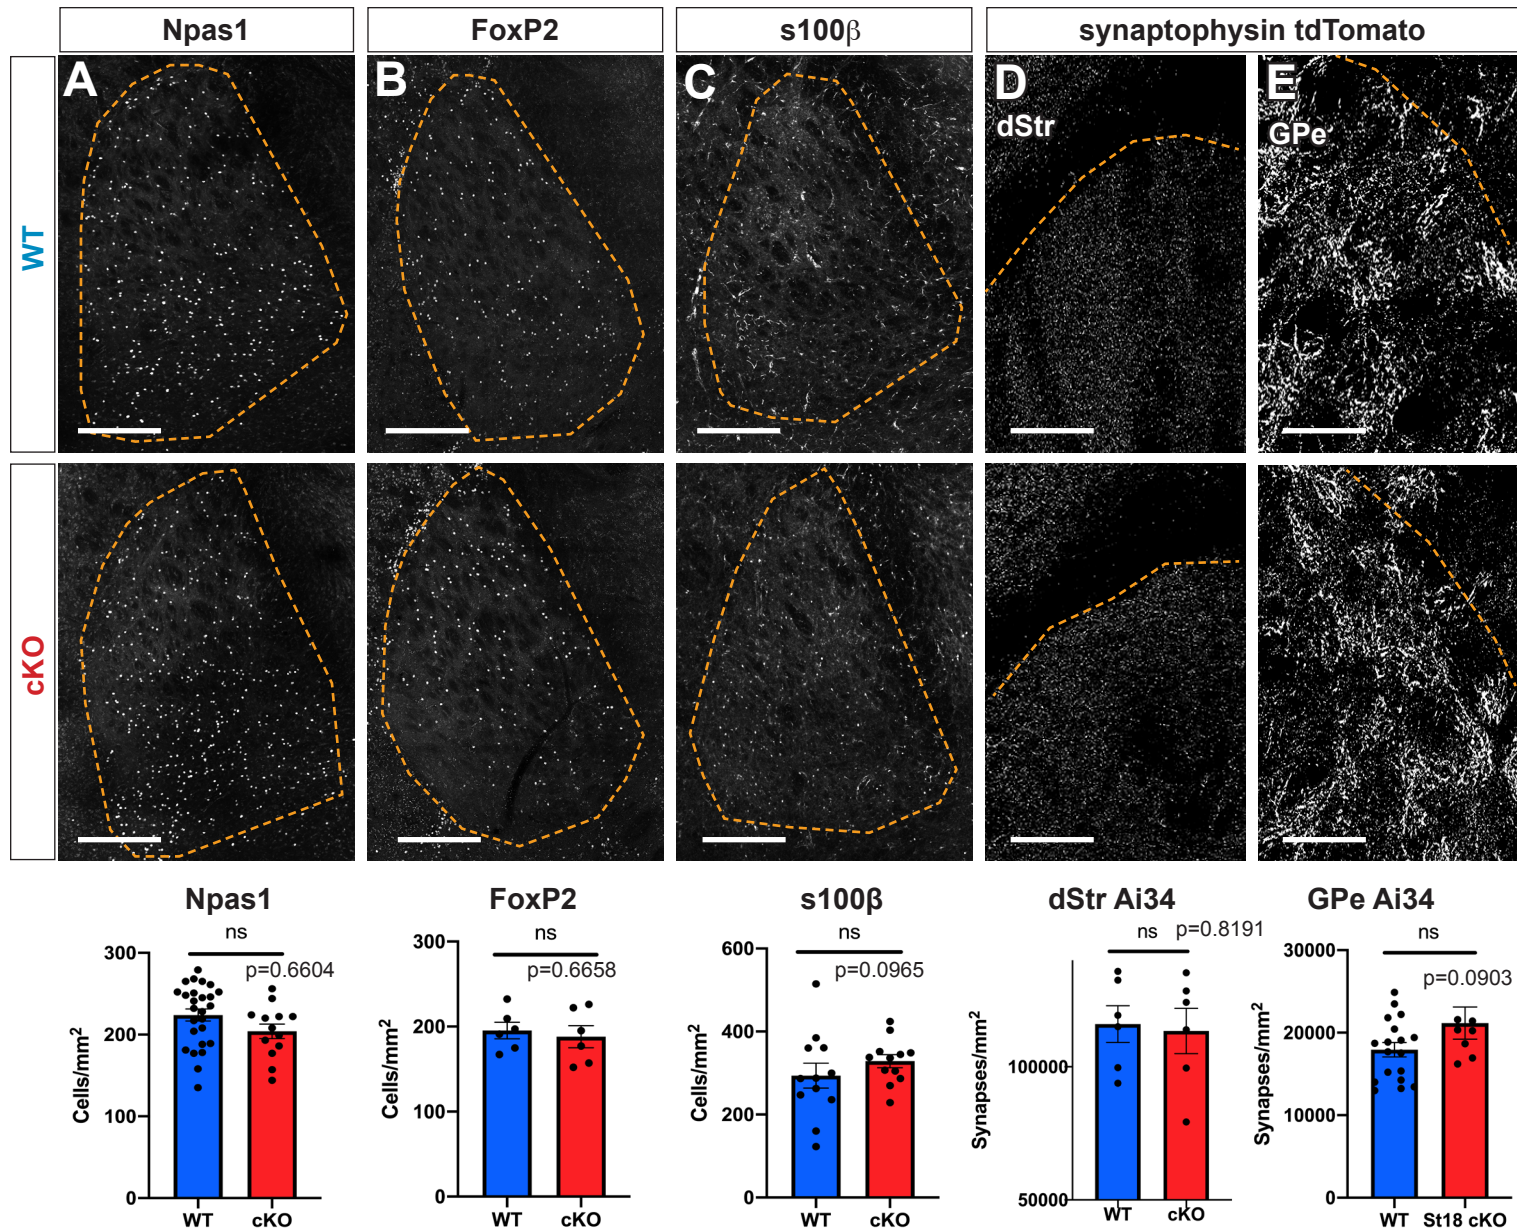 Npas1
FoxP2
s100β
synaptophysin tdTomato
WT
A
B
C
D
dStr
E
GPe
cKO
Npas1
ns
p=0.6604
Cells/mm²
300
200
100
0
WT
cKO
FoxP2
ns
p=0.6658
Cells/mm²
300
200
100
0
WT
cKO
s100β
ns
p=0.0965
Cells/mm²
600
400
200
0
WT
cKO
dStr Ai34
ns
p=0.8191
Synapses/mm²
100000
50000
WT
cKO
GPe Ai34
ns
p=0.0903
Synapses/mm²
30000
20000
10000
0
WT
St18 cKO